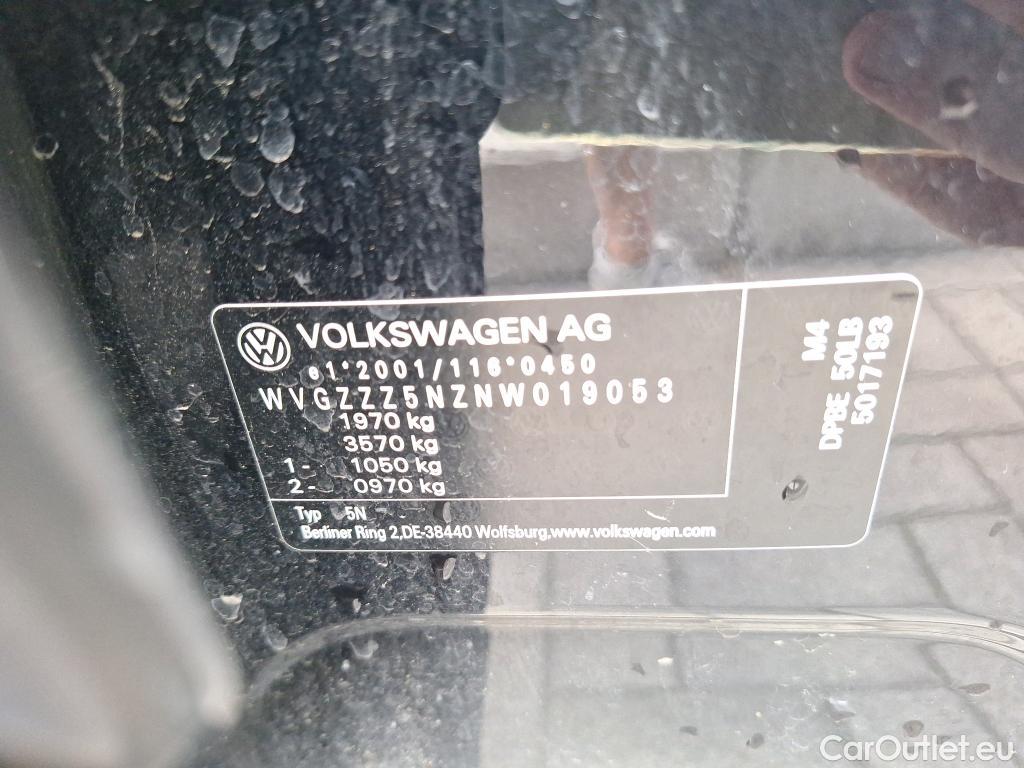 VOLKSWAGEN AG
e1*2001/116*0450
WVGZZZ5NZNW019053
1970 kg
3570 kg
1- 1050 kg
2- 0970 kg
Typ 5N
Berliner Ring 2,DE-38440 Wolfsburg,www.volkswagen.com
M4
DPBE 50LB
5017193
CarOutlet.eu